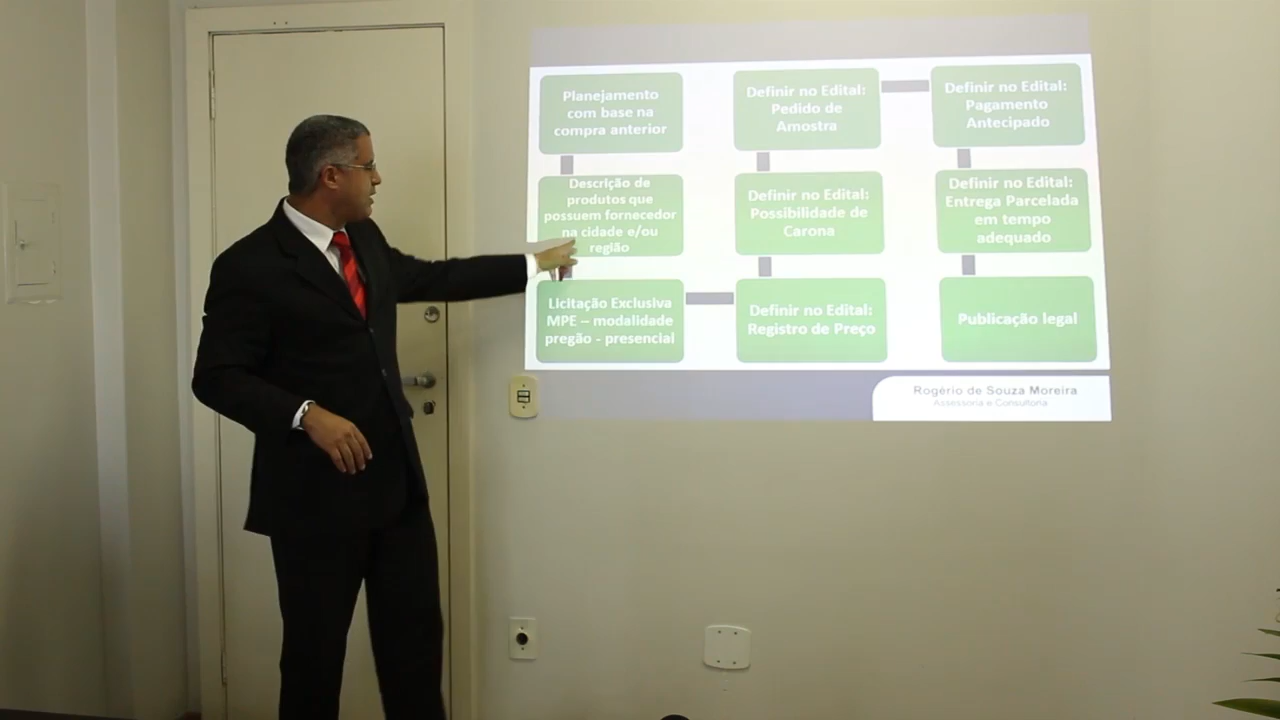 Planejamento
com base na
compra anterior
Descrição de
produtos que
possuem fornecedor
na cidade e/ou
região
Licitação Exclusiva
MPE – modalidade
pregão - presencial
Definir no Edital:
Registro de Preço
Definir no Edital:
Possibilidade de
Carona
Definir no Edital:
Pedido de
Amostra
Definir no Edital:
Pagamento
Antecipado
Definir no Edital:
Entrega Parcelada
em tempo
adequado
Publicação legal
Rogério de Souza Moreira
Assessoria e Consultoria